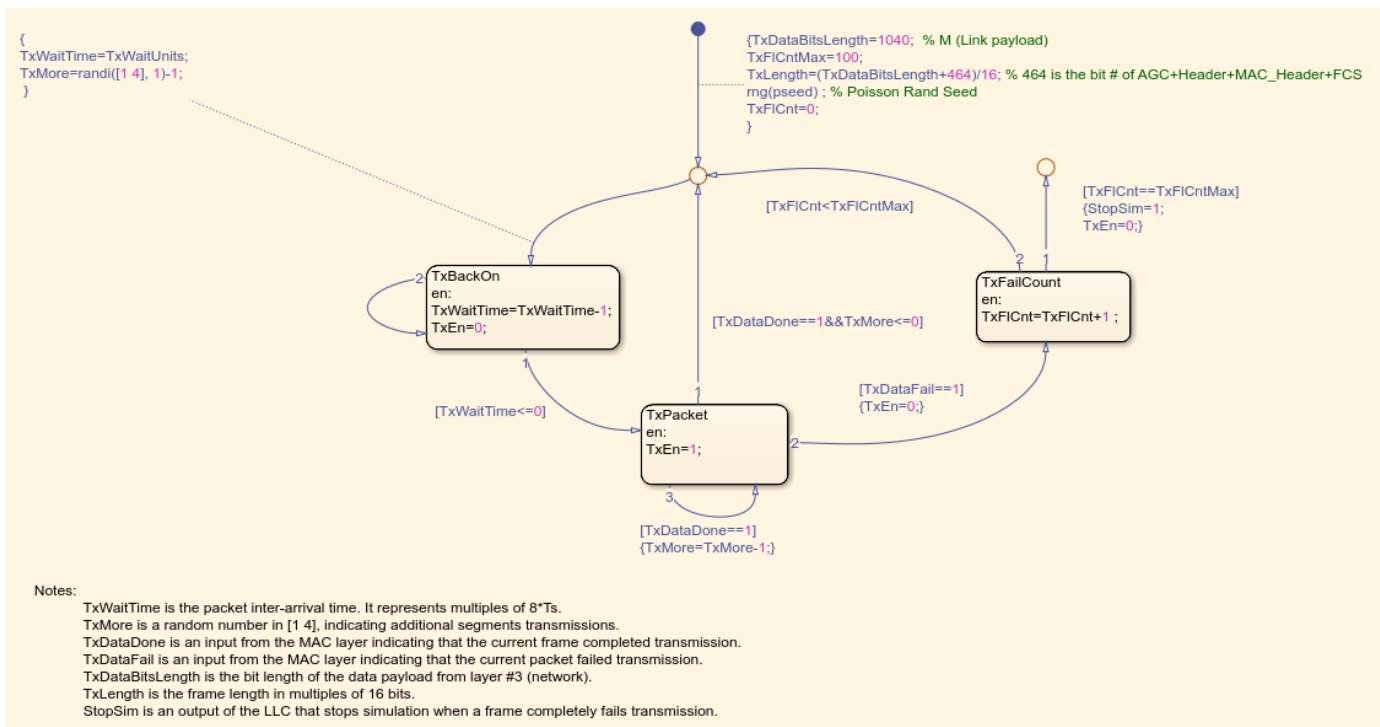 {
TxWaitTime=TxWaitUnits;
TxMore=randi([1 4], 1)-1;
}
{TxDataBitsLength=1040; % M (Link payload)
TxFlCntMax=100;
TxLength=(TxDataBitsLength+464)/16; % 464 is the bit # of AGC+Header+MAC_Header+FCS
rng(pseed) ; % Poisson Rand Seed
TxFlCnt=0;
}
[TxFlCnt<TxFlCntMax]
[TxFlCnt==TxFlCntMax]
{StopSim=1;
TxEn=0;}
2
TxBackOn
en:
TxWaitTime=TxWaitTime-1;
TxEn=0;
1
2
1
TxFailCount
en:
TxFlCnt=TxFlCnt+1 ;
[TxDataDone==1&&TxMore<=0]
[TxWaitTime<=0]
[TxDataFail==1]
{TxEn=0;}
1
TxPacket
en:
TxEn=1;
2
3
[TxDataDone==1]
{TxMore=TxMore-1;}
Notes:
TxWaitTime is the packet inter-arrival time. It represents multiples of 8*Ts.
TxMore is a random number in [1 4], indicating additional segments transmissions.
TxDataDone is an input from the MAC layer indicating that the current frame completed transmission.
TxDataFail is an input from the MAC layer indicating that the current packet failed transmission.
TxDataBitsLength is the bit length of the data payload from layer #3 (network).
TxLength is the frame length in multiples of 16 bits.
StopSim is an output of the LLC that stops simulation when a frame completely fails transmission.